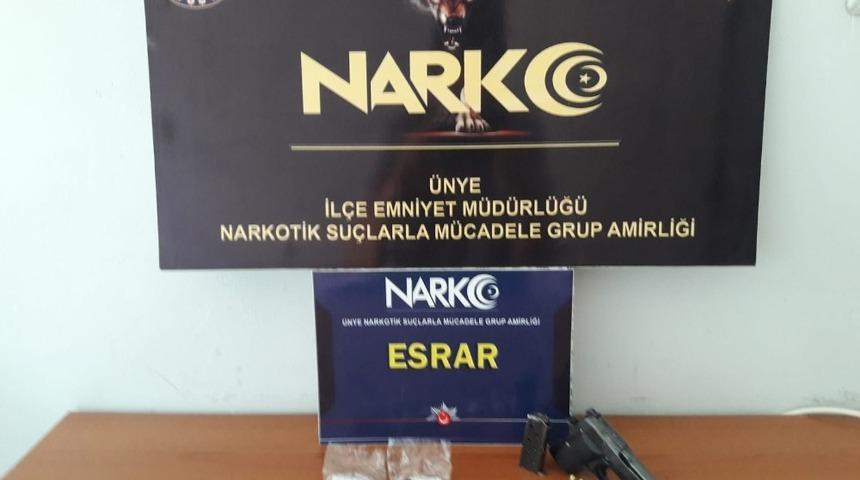 NARKO
ÜNYE
İLÇE EMNİYET MÜDÜRLÜĞÜ
NARKOTİK SUÇLARLA MÜCADELE GRUP AMİRLİĞİ
NARKO
ÜNYE NARKOTİK SUÇLARLA MÜCADELE GRUP AMİRLİĞİ
ESRAR